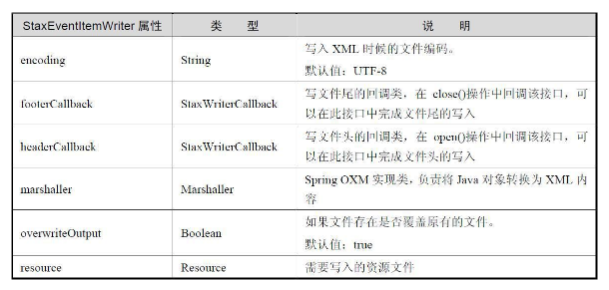 StaxEventItemWriter 属性 类 型 说 明
写入 XML 时候的文件编码。
encoding String
默认值：UTF-8
footerCallback StaxWriterCallback 写文件尾的回调类，在 close()操作中回调该接口，可
以在此接口中完成文件尾的写入
headerCallback StaxWriterCallback 写文件头的回调类，在 open()操作中回调该接口，可
以在此接口中完成文件头的写入
marshaller Marshaller Spring OXM 实现类，负责将 Java 对象转换为 XML 内
容
如果文件存在是否覆盖原有的文件。
overwriteOutput Boolean
默认值：true
resource Resource 需要写入的资源文件